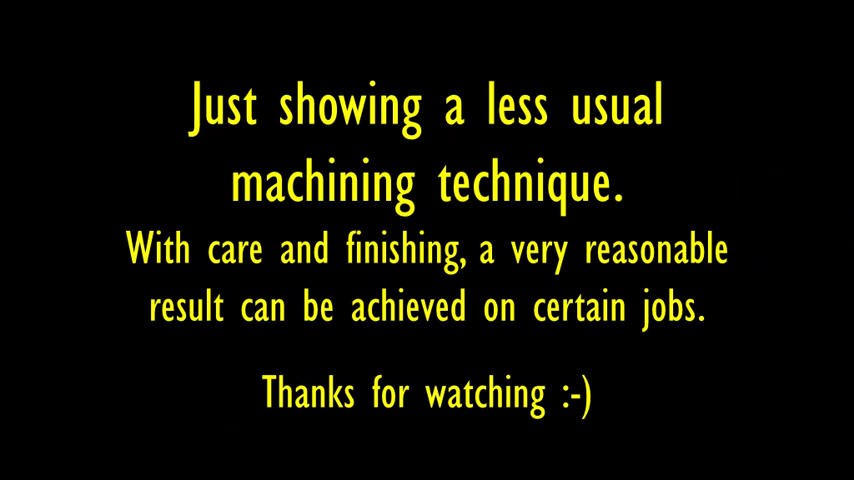 Just showing a less usual
machining technique.
With care and finishing, a very reasonable
result can be achieved on certain jobs.
Thanks for watching :-)